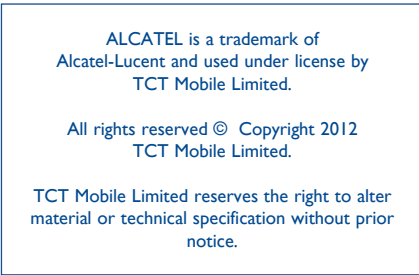 ALCATEL is a trademark of
Alcatel-Lucent and used under license by
TCT Mobile Limited.
All rights reserved © Copyright 2012
TCT Mobile Limited.
TCT Mobile Limited reserves the right to alter
material or technical specification without prior
notice.